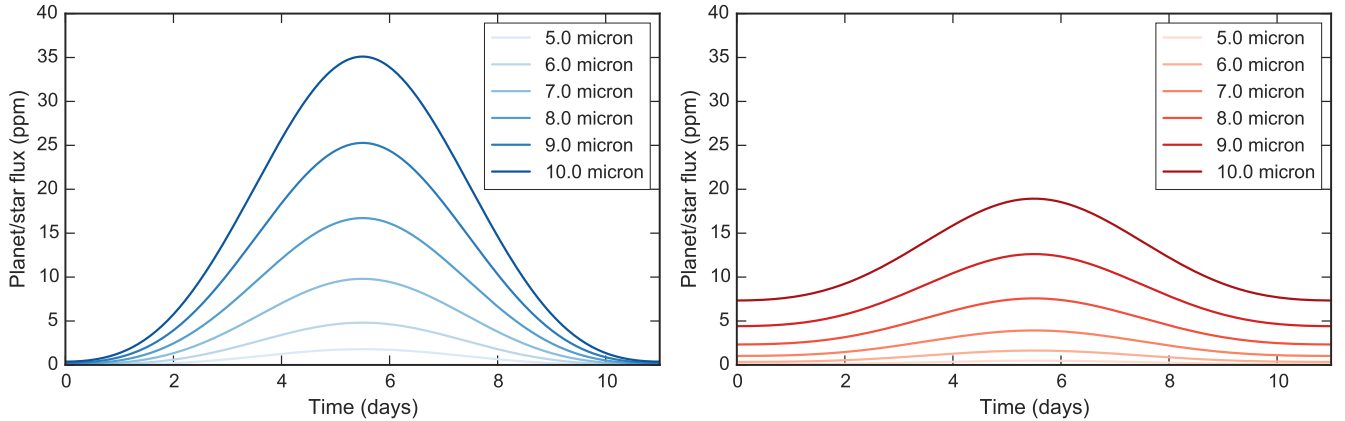 40
35
30
25
20
15
10
5
0
Planet/star flux (ppm)
5.0 micron
6.0 micron
7.0 micron
8.0 micron
9.0 micron
10.0 micron
0 2 4 6 8 10
Time (days)
40
35
30
25
20
15
10
5
0
Planet/star flux (ppm)
5.0 micron
6.0 micron
7.0 micron
8.0 micron
9.0 micron
10.0 micron
0 2 4 6 8 10
Time (days)